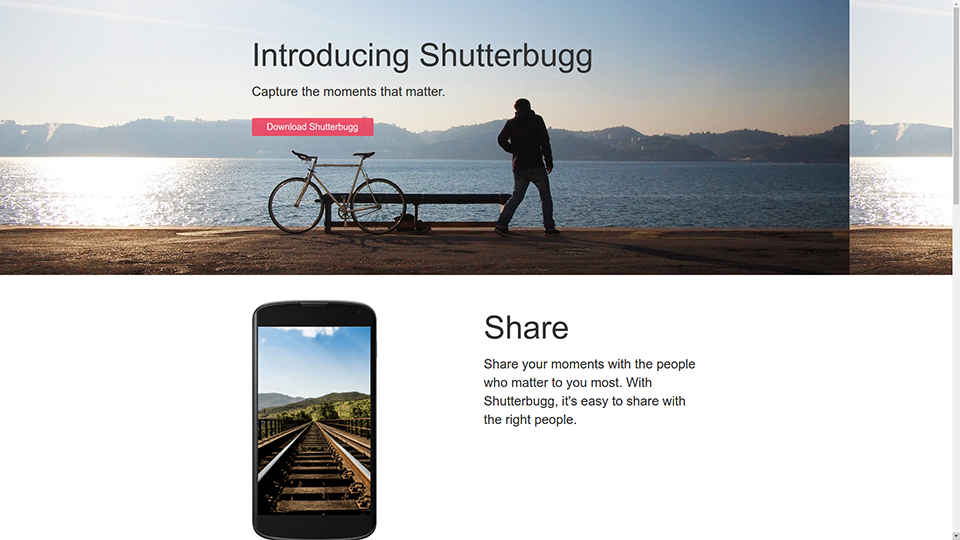 Introducing Shutterbugg
Capture the moments that matter.
Download Shutterbugg
Share
Share your moments with the people
who matter to you most. With
Shutterbugg, it's easy to share with
the right people.